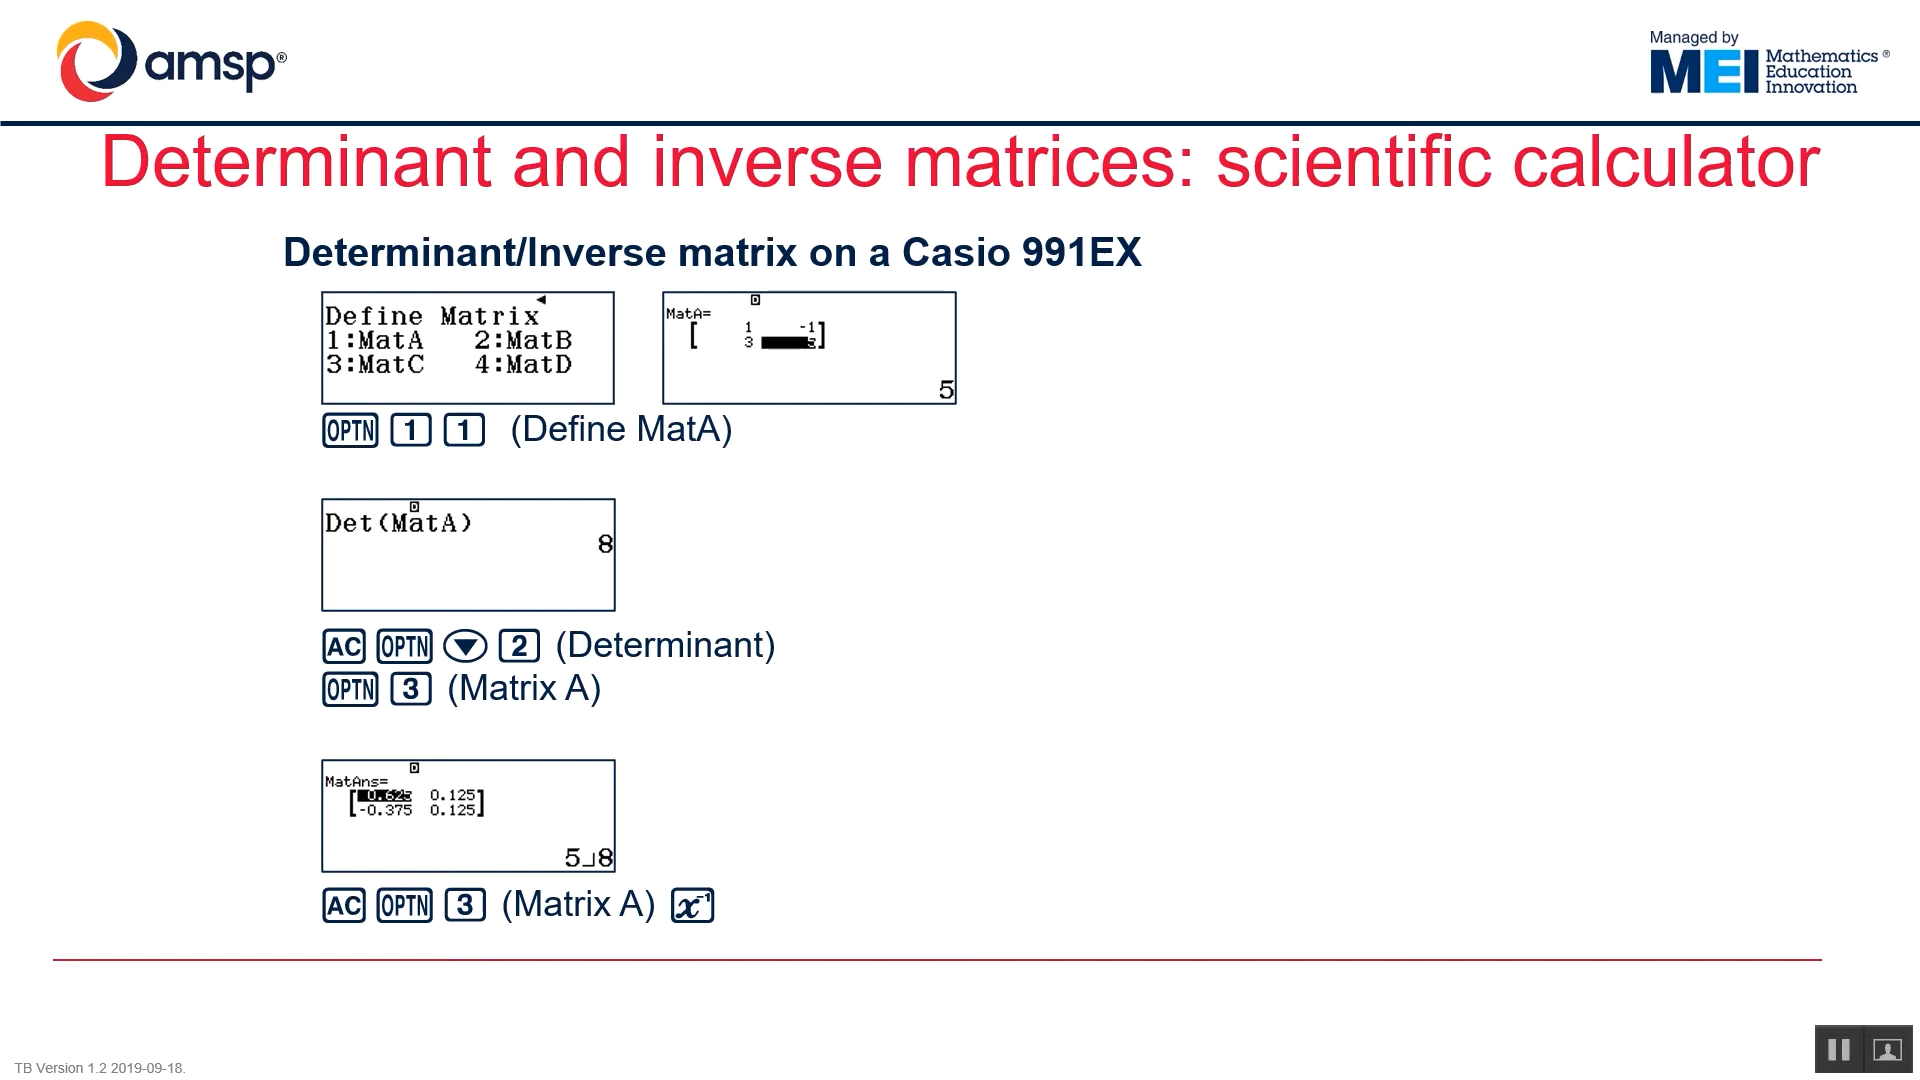 amsp®
Managed by
MEI Mathematics ®
Education
Innovation
Determinant and inverse matrices: scientific calculator
Determinant/Inverse matrix on a Casio 991EX
Define Matrix
1:MatA 2:MatB
3:MatC 4:MatD
D
MatA=
[ 1 -1 ]
3 5
5
OPTN 1 1 (Define MatA)
D
Det(MatA)
8
AC OPTN ▼ 2 (Determinant)
OPTN 3 (Matrix A)
D
MatAns=
[ 0.625 0.125 ]
-0.375 0.125
5⌟8
AC OPTN 3 (Matrix A) x⁻¹
TB Version 1.2 2019-09-18.